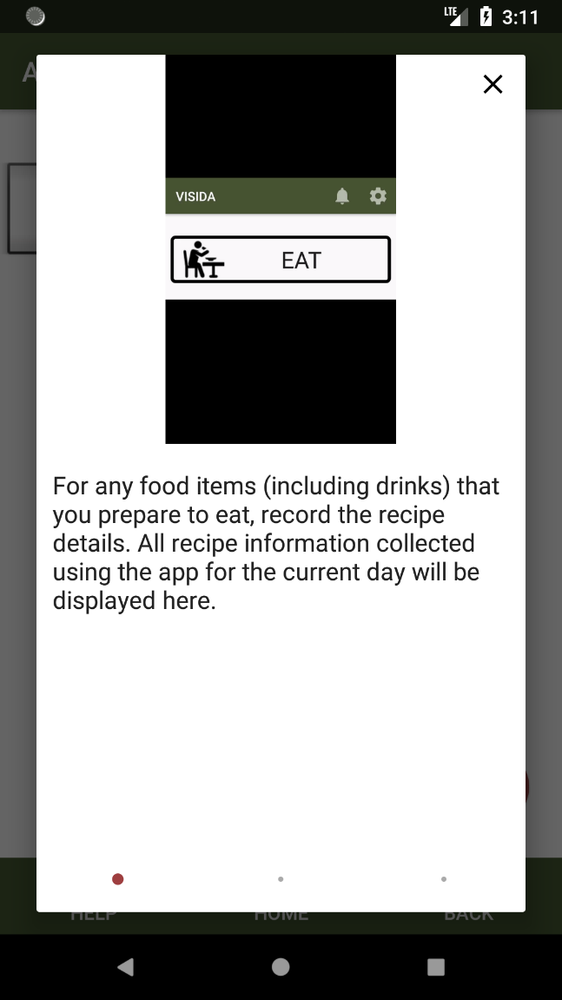 LTE 3:11
A
VISIDA
EAT
For any food items (including drinks) that
you prepare to eat, record the recipe
details. All recipe information collected
using the app for the current day will be
displayed here.
HELP HOME BACK